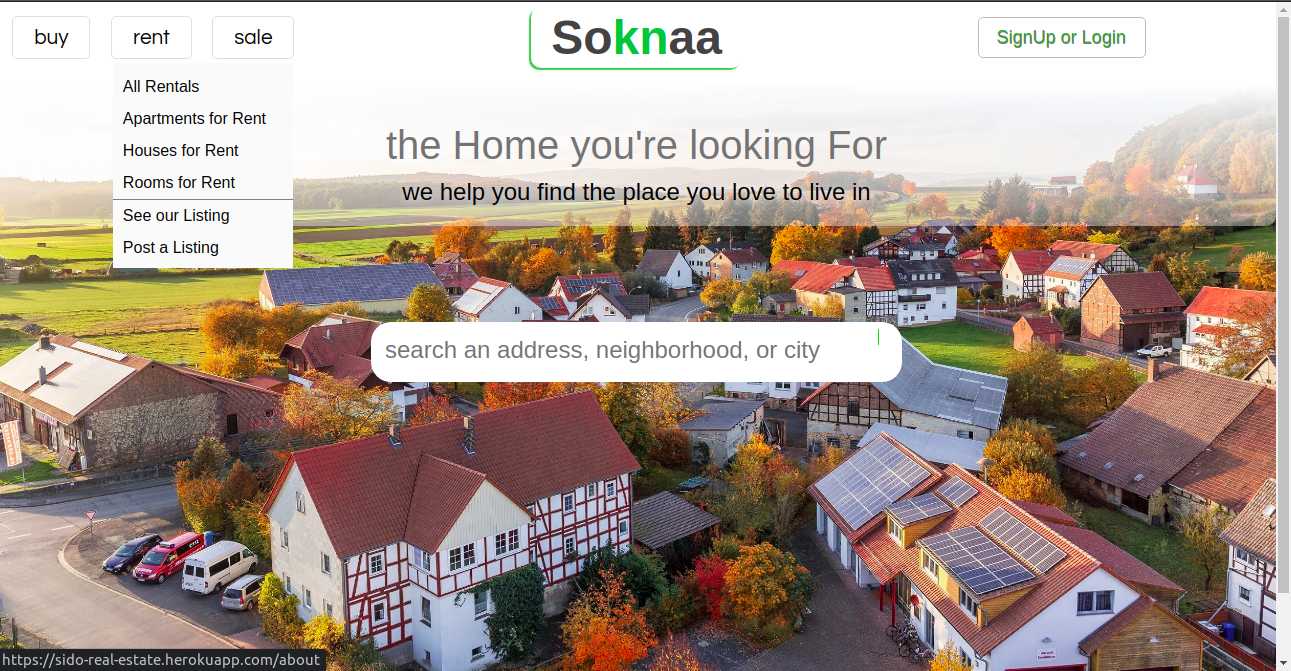 buy
rent
sale
Soknaa
SignUp or Login
All Rentals
Apartments for Rent
Houses for Rent
Rooms for Rent
See our Listing
Post a Listing
the Home you're looking For
we help you find the place you love to live in
search an address, neighborhood, or city
https://sido-real-estate.herokuapp.com/about